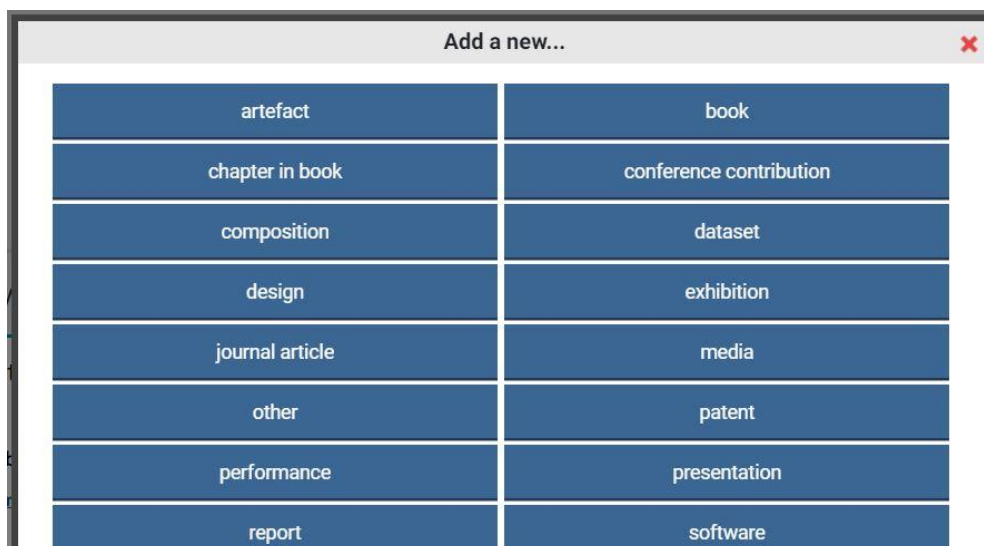 Add a new...
artefact
book
chapter in book
conference contribution
composition
dataset
design
exhibition
journal article
media
other
patent
performance
presentation
report
software